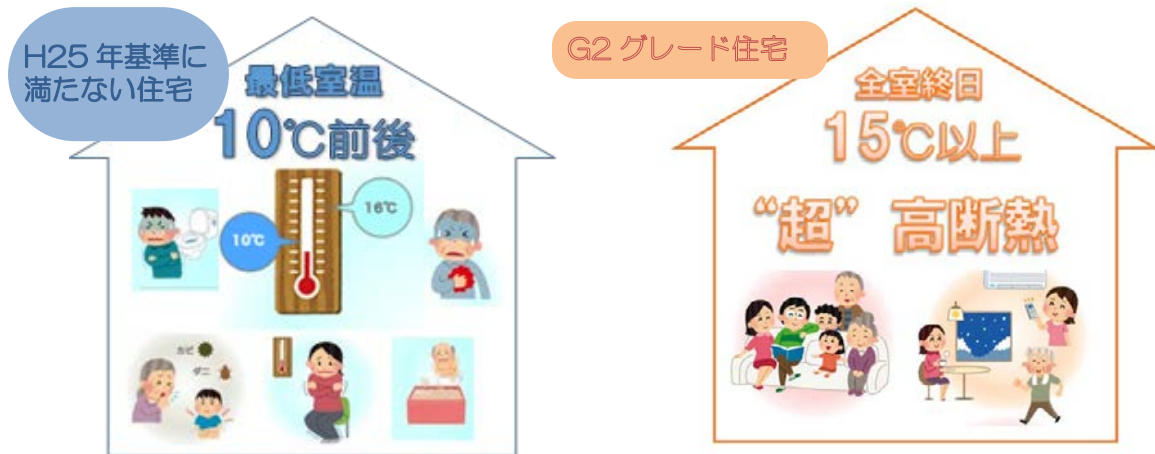 H25 年基準に
満たない住宅
最低室温
10℃前後
16℃
10℃
カビ
ダニ
G2 グレード住宅
全室終日
15℃以上
“超” 高断熱